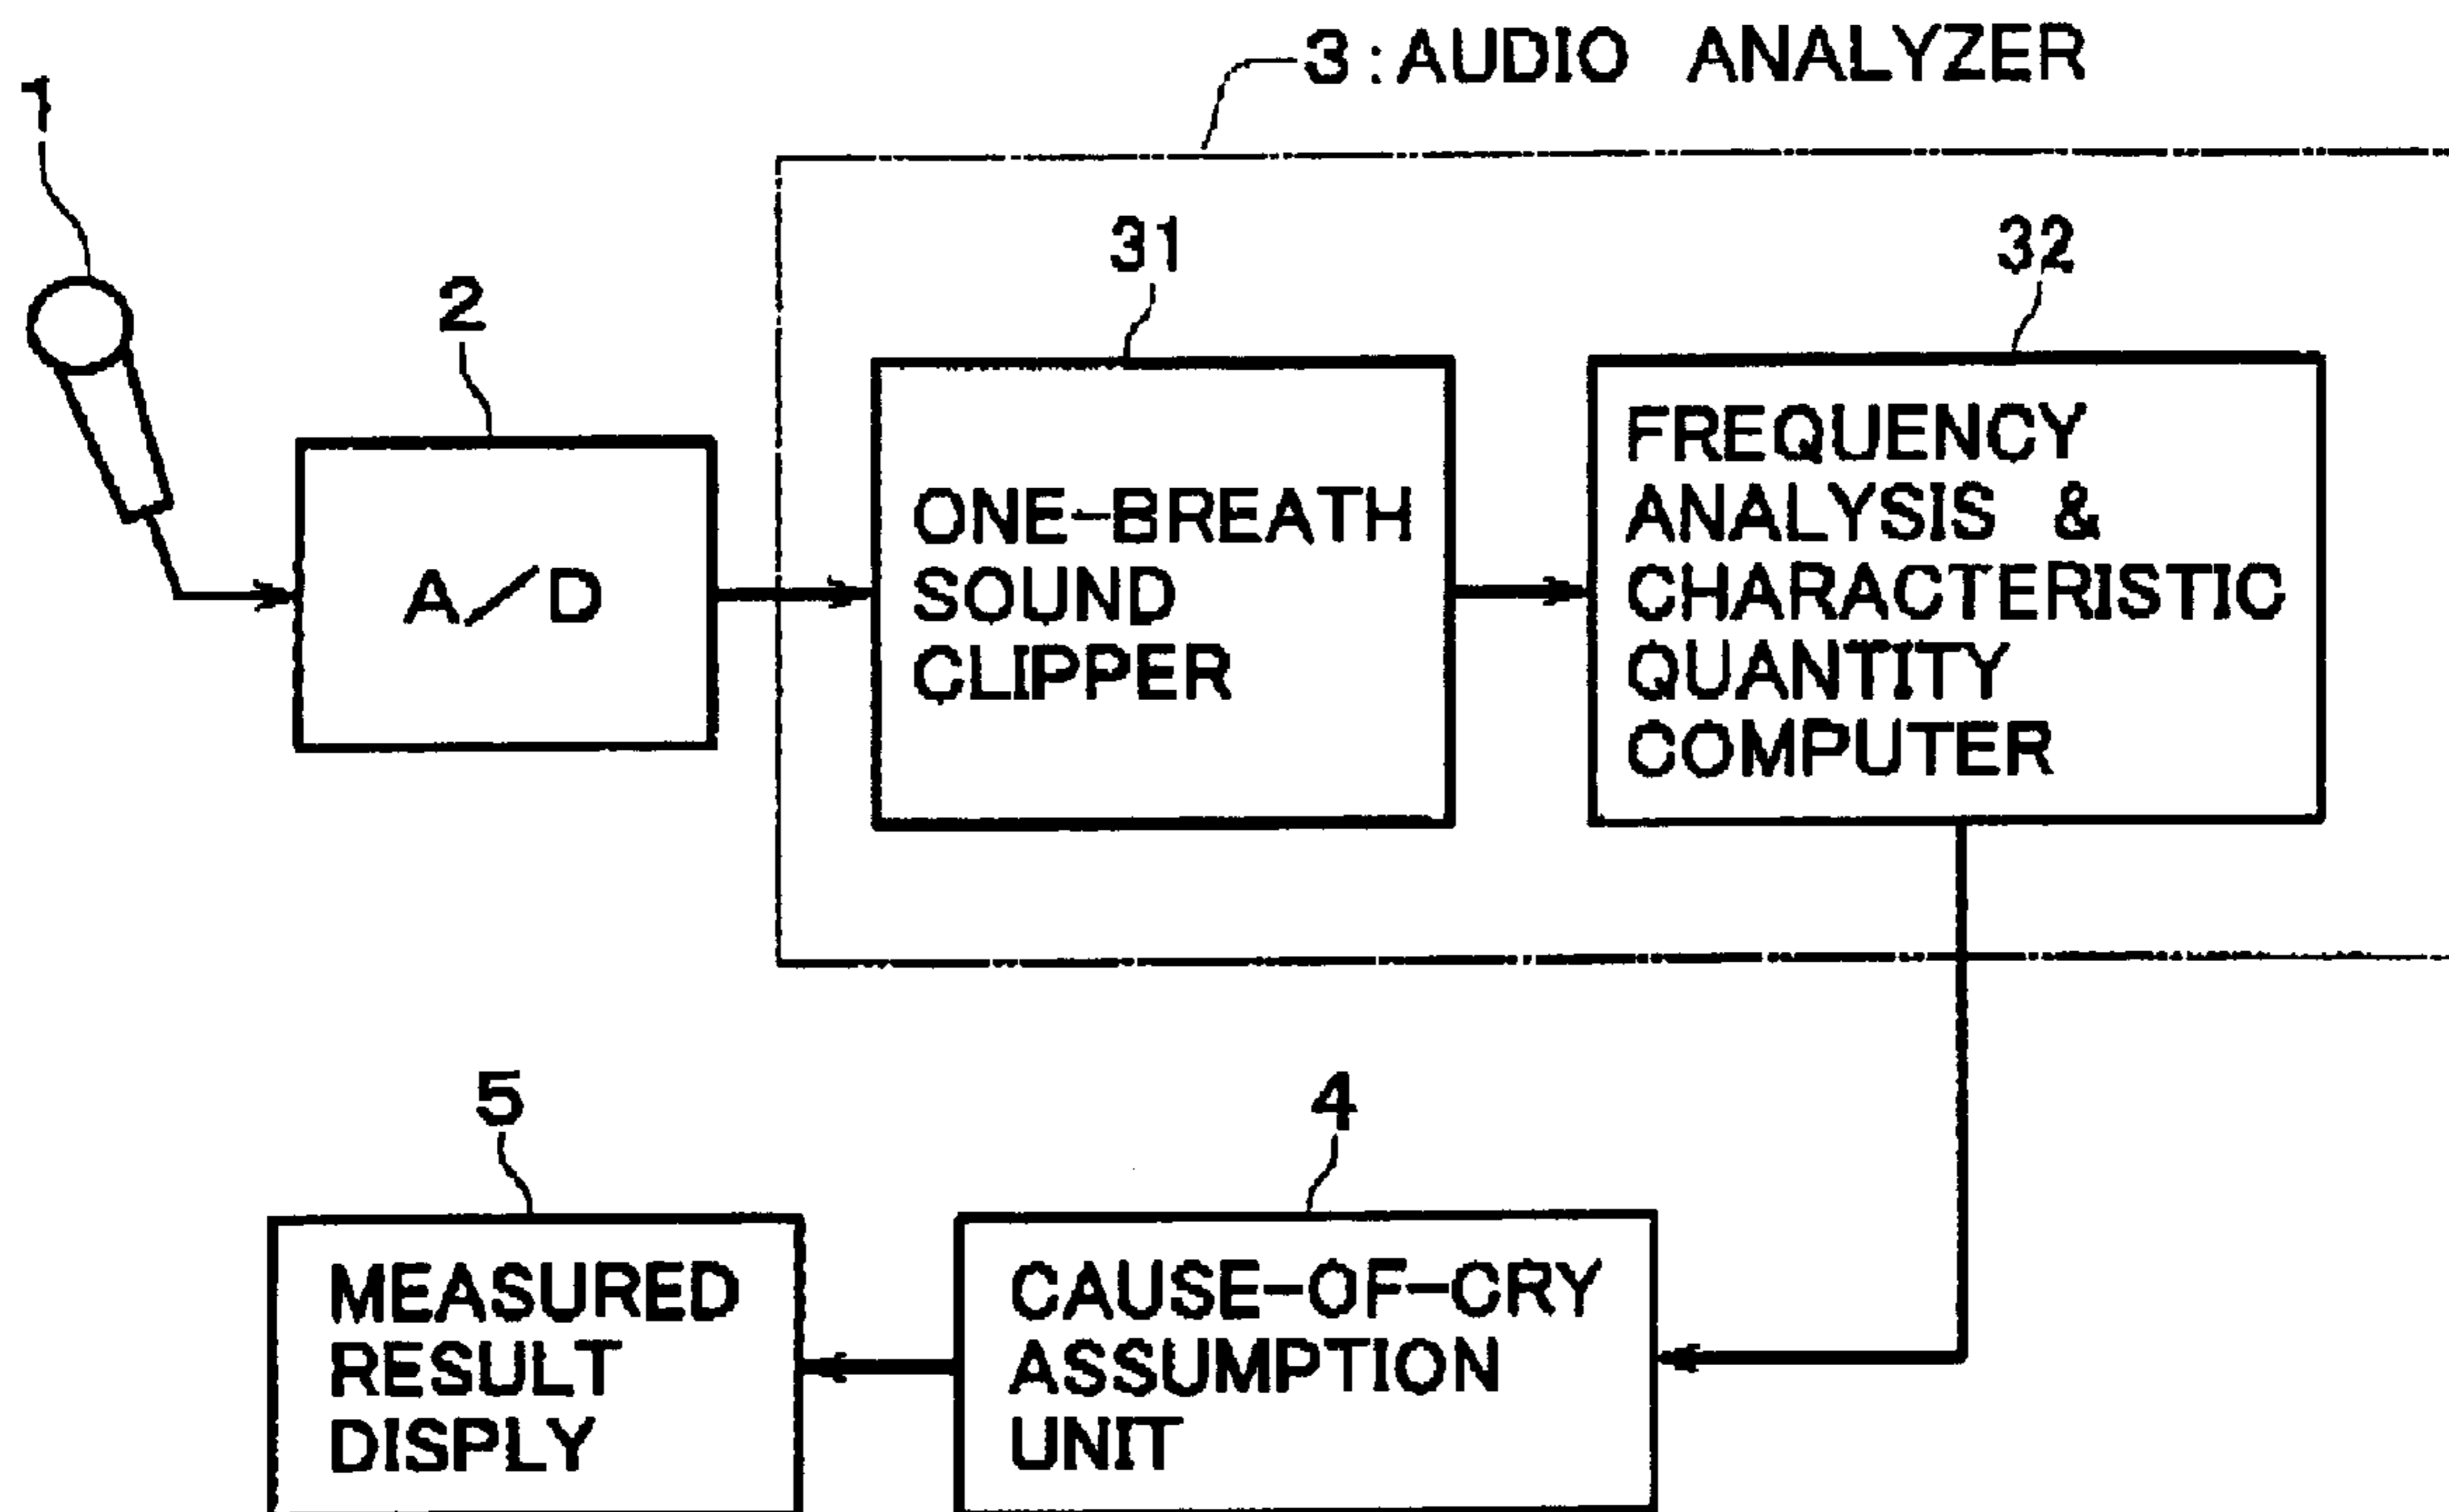 3:AUDIO ANALYZER
1
31
32
2
FREQUENCY
ANALYSIS &
CHARACTERISTIC
QUANTITY
COMPUTER
ONE-BREATH
SOUND
CLIPPER
A/D
5
4
MEASURED
RESULT
DISPLY
CAUSE-OF-CRY
ASSUMPTION
UNIT